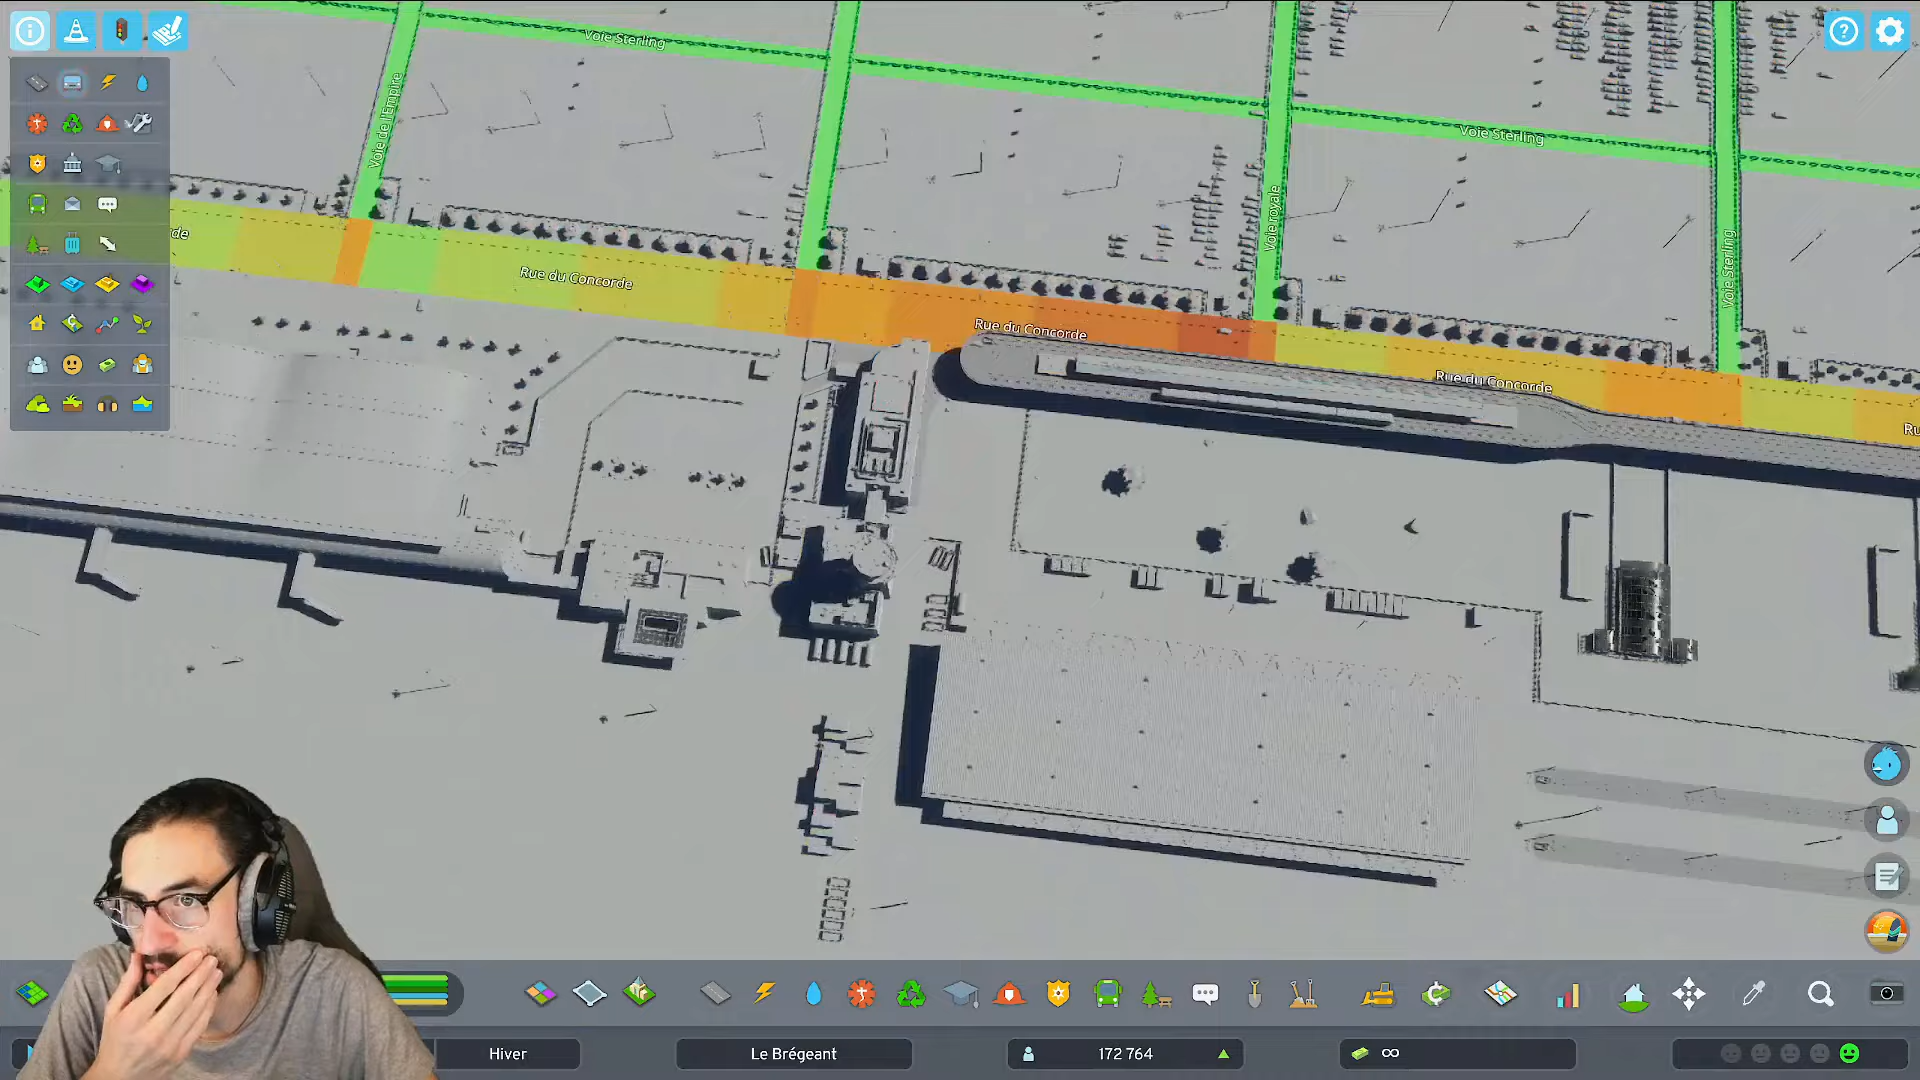 Voie Sterling
Voie de l'Empire
Voie Sterling
Voie royale
Voie Sterling
rde
Rue du Concorde
Rue du Concorde
Rue du Concorde
Ru
Hiver
Le Brégeant
172 764
∞